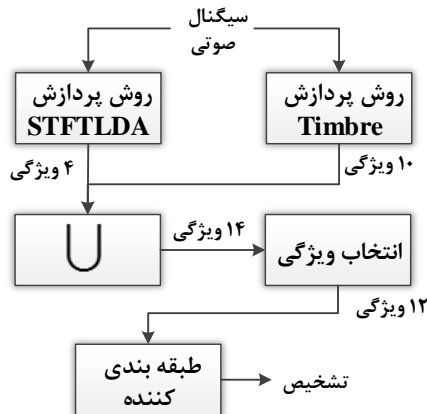 سیگنال
صوتی
روش پردازش
Timbre
روش پردازش
STFTLDA
۱۰ ویژگی
۴ ویژگی
U
۱۴ ویژگی
انتخاب ویژگی
۱۲ ویژگی
طبقه بندی
کننده
تشخیص